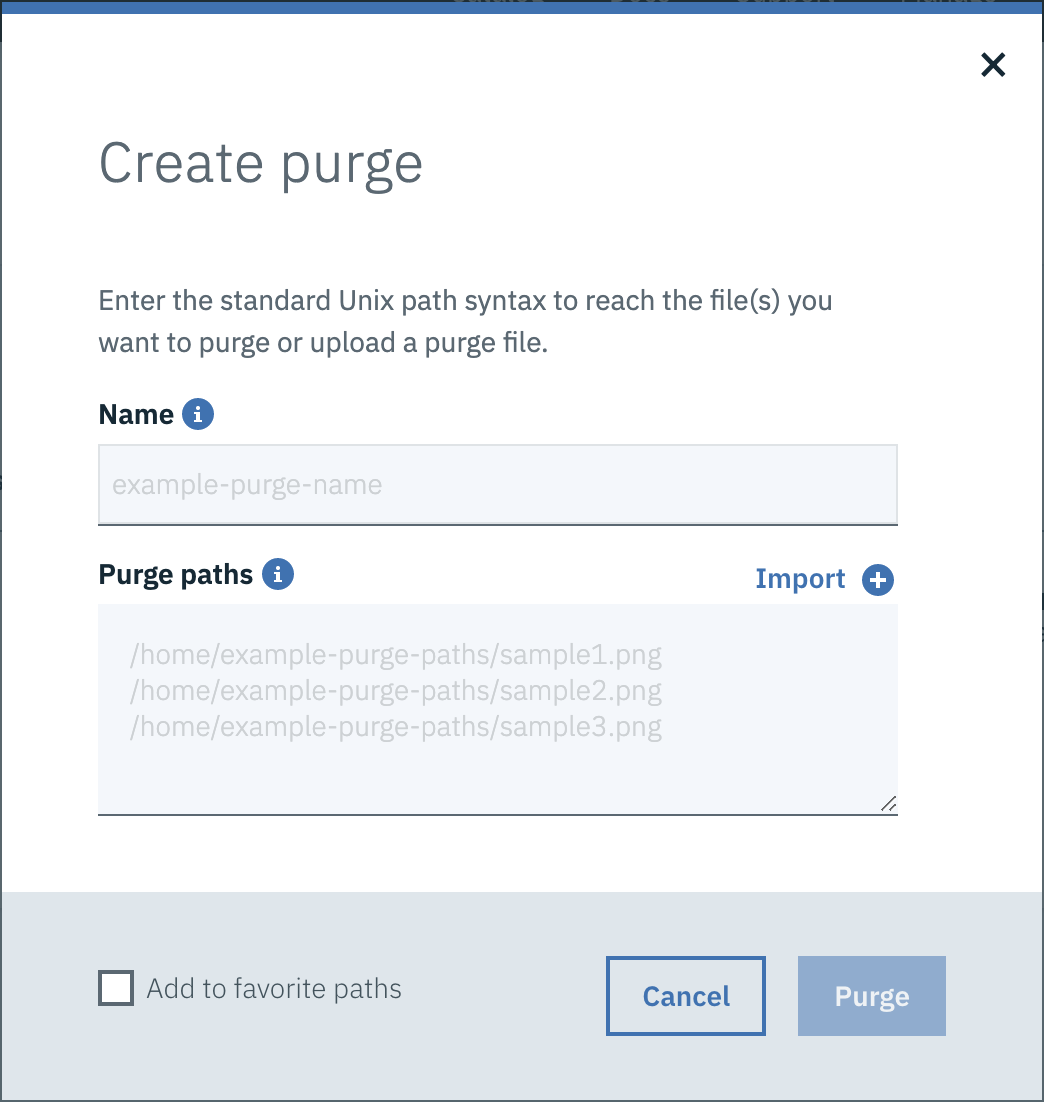 Create purge
Enter the standard Unix path syntax to reach the file(s) you
want to purge or upload a purge file.
Name
example-purge-name
Purge paths
Import
/home/example-purge-paths/sample1.png
/home/example-purge-paths/sample2.png
/home/example-purge-paths/sample3.png
Add to favorite paths
Cancel
Purge